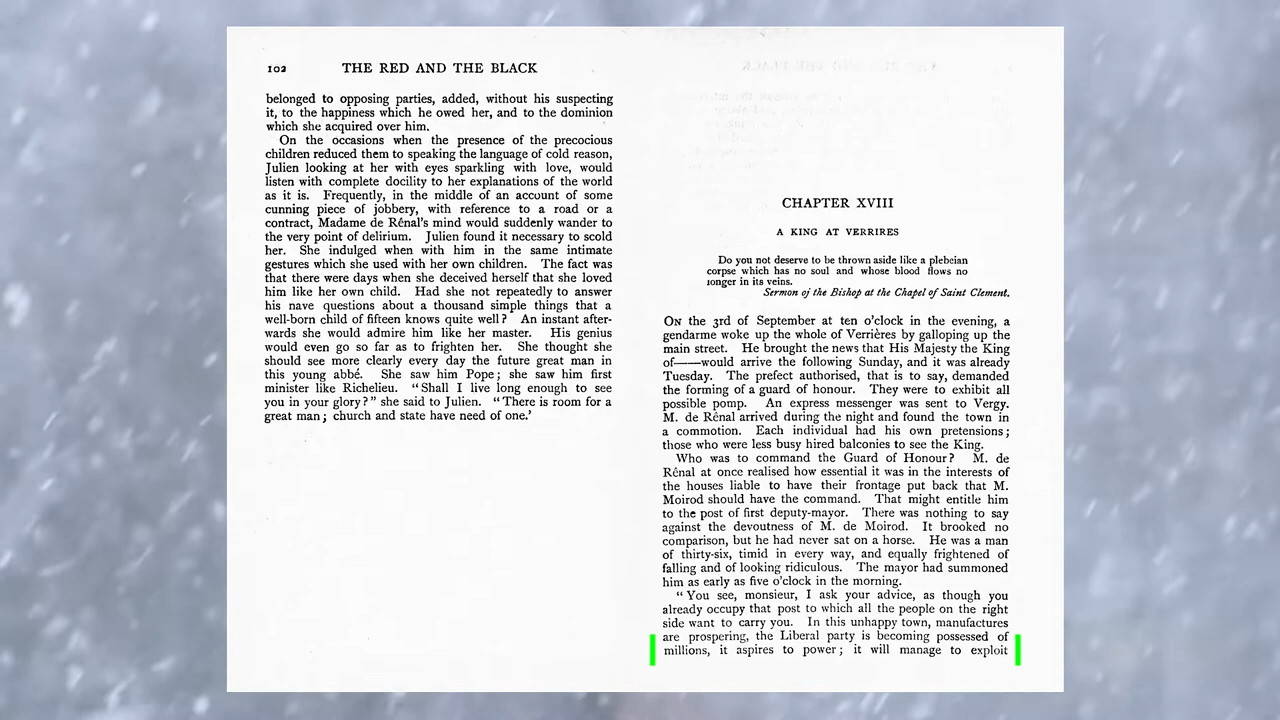 102 THE RED AND THE BLACK
belonged to opposing parties, added, without his suspecting
it, to the happiness which he owed her, and to the dominion
which she acquired over him.
On the occasions when the presence of the precocious
children reduced them to speaking the language of cold reason,
Julien looking at her with eyes sparkling with love, would
listen with complete docility to her explanations of the world
as it is. Frequently, in the middle of an account of some
cunning piece of jobbery, with reference to a road or a
contract, Madame de Rênal's mind would suddenly wander to
the very point of delirium. Julien found it necessary to scold
her. She indulged when with him in the same intimate
gestures which she used with her own children. The fact was
that there were days when she deceived herself that she loved
him like her own child. Had she not repeatedly to answer
his nave questions about a thousand simple things that a
well-born child of fifteen knows quite well? An instant after-
wards she would admire him like her master. His genius
would even go so far as to frighten her. She thought she
should see more clearly every day the future great man in
this young abbé. She saw him Pope; she saw him first
minister like Richelieu. "Shall I live long enough to see
you in your glory?" she said to Julien. "There is room for a
great man; church and state have need of one.'
CHAPTER XVIII
A KING AT VERRIRES
Do you not deserve to be thrown aside like a plebeian
corpse which has no soul and whose blood flows no
longer in its veins.
Sermon of the Bishop at the Chapel of Saint Clement.
On the 3rd of September at ten o'clock in the evening, a
gendarme woke up the whole of Verrières by galloping up the
main street. He brought the news that His Majesty the King
of——would arrive the following Sunday, and it was already
Tuesday. The prefect authorised, that is to say, demanded
the forming of a guard of honour. They were to exhibit all
possible pomp. An express messenger was sent to Vergy.
M. de Rênal arrived during the night and found the town in
a commotion. Each individual had his own pretensions;
those who were less busy hired balconies to see the King.
Who was to command the Guard of Honour? M. de
Rênal at once realised how essential it was in the interests of
the houses liable to have their frontage put back that M.
Moirod should have the command. That might entitle him
to the post of first deputy-mayor. There was nothing to say
against the devoutness of M. de Moirod. It brooked no
comparison, but he had never sat on a horse. He was a man
of thirty-six, timid in every way, and equally frightened of
falling and of looking ridiculous. The mayor had summoned
him as early as five o'clock in the morning.
"You see, monsieur, I ask your advice, as though you
already occupy that post to which all the people on the right
side want to carry you. In this unhappy town, manufactures
are prospering, the Liberal party is becoming possessed of
millions, it aspires to power; it will manage to exploit